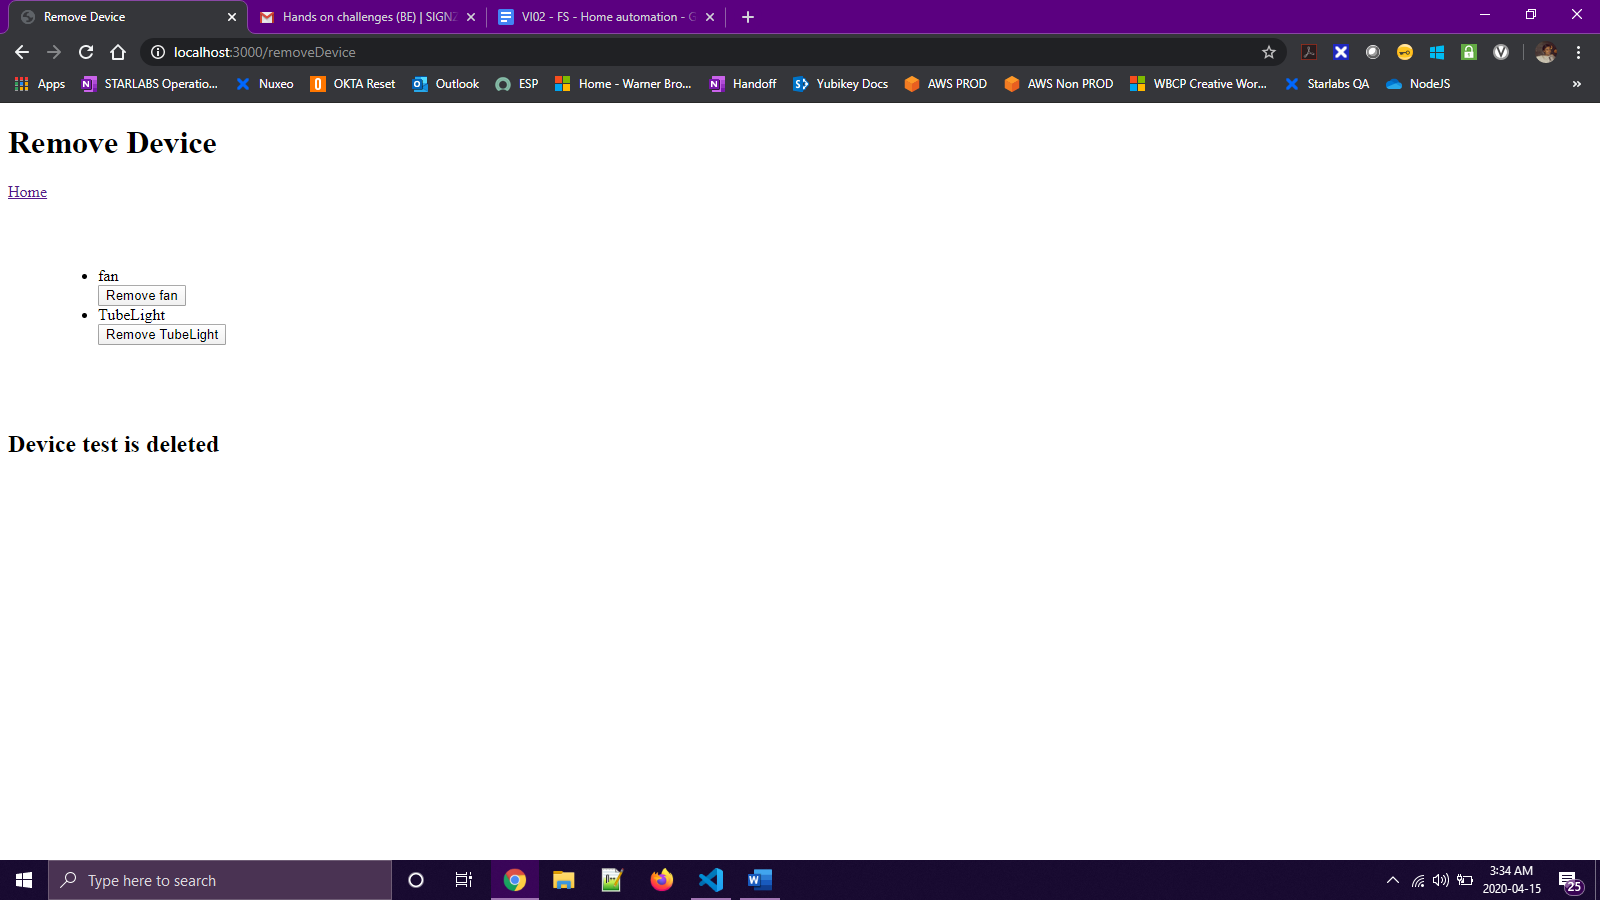 Remove Device
Hands on challenges (BE) | SIGNZ
VI02 - FS - Home automation - G
localhost:3000/removeDevice
Apps
STARLABS Operatio...
Nuxeo
OKTA Reset
Outlook
ESP
Home - Warner Bro...
Handoff
Yubikey Docs
AWS PROD
AWS Non PROD
WBCP Creative Wor...
Starlabs QA
NodeJS
»
Remove Device
Home
fan
Remove fan
TubeLight
Remove TubeLight
Device test is deleted
Type here to search
3:34 AM
2020-04-15
25